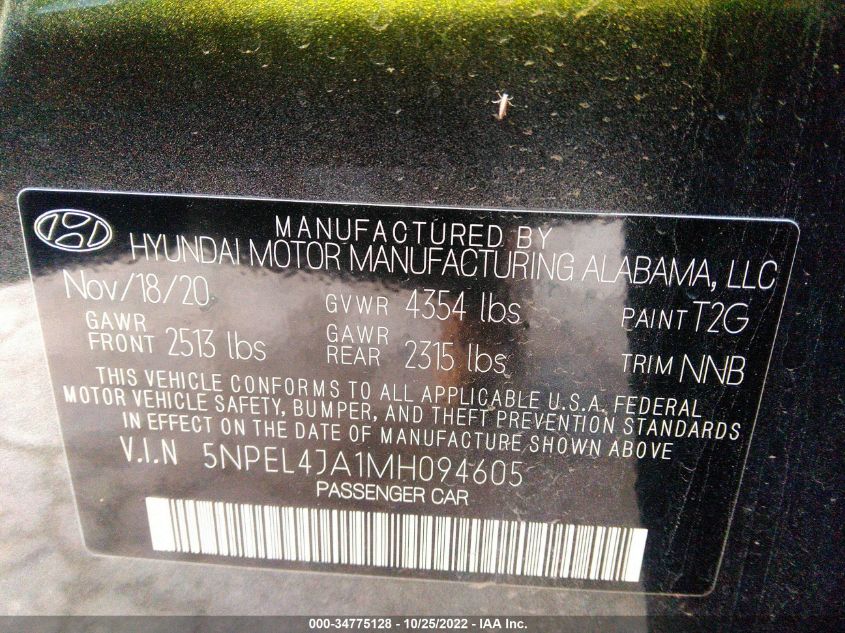 MANUFACTURED BY
HYUNDAI MOTOR MANUFACTURING ALABAMA, LLC
Nov/18/20 GVWR 4354 lbs PAINT T2G
GAWR FRONT 2513 lbs GAWR REAR 2315 lbs TRIM NNB
THIS VEHICLE CONFORMS TO ALL APPLICABLE U.S.A. FEDERAL
MOTOR VEHICLE SAFETY, BUMPER, AND THEFT PREVENTION STANDARDS
IN EFFECT ON THE DATE OF MANUFACTURE SHOWN ABOVE
V.I.N 5NPEL4JA1MH094605
PASSENGER CAR
000-34775128 - 10/25/2022 - IAA Inc.